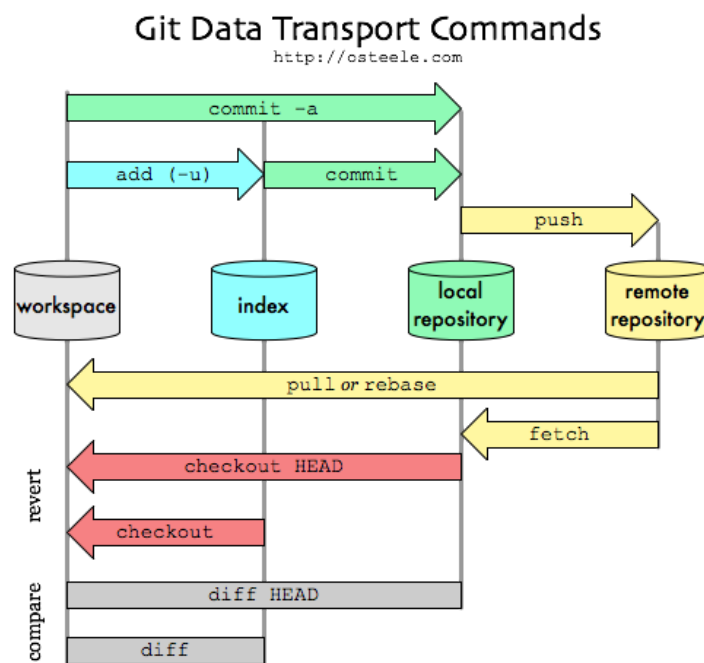 Git Data Transport Commands
http://osteele.com
commit -a
add (-u)
commit
push
workspace
index
local
repository
remote
repository
pull or rebase
fetch
revert
checkout HEAD
checkout
compare
diff HEAD
diff